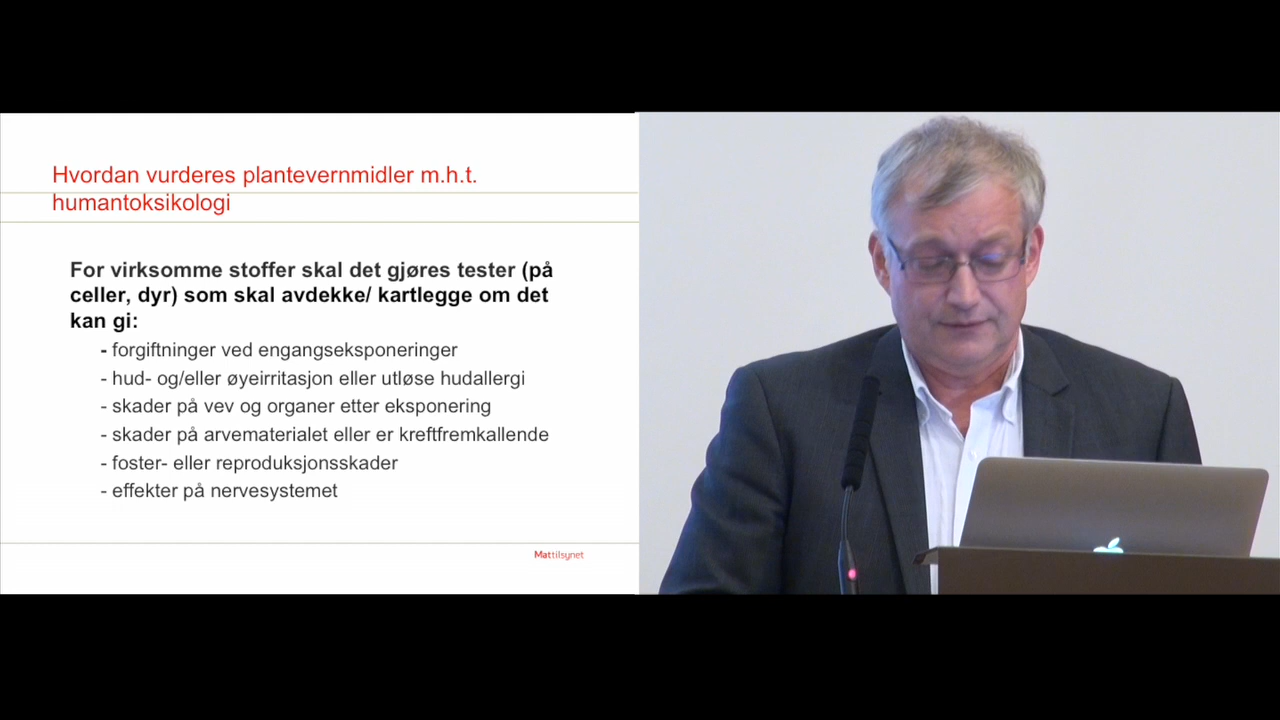 Hvordan vurderes plantevernmidler m.h.t.
humantoksikologi
For virksomme stoffer skal det gjøres tester (på
celler, dyr) som skal avdekke/ kartlegge om det
kan gi:
- forgiftninger ved engangseksponeringer
- hud- og/eller øyeirritasjon eller utløse hudallergi
- skader på vev og organer etter eksponering
- skader på arvematerialet eller er kreftfremkallende
- foster- eller reproduksjonsskader
- effekter på nervesystemet
Mattilsynet